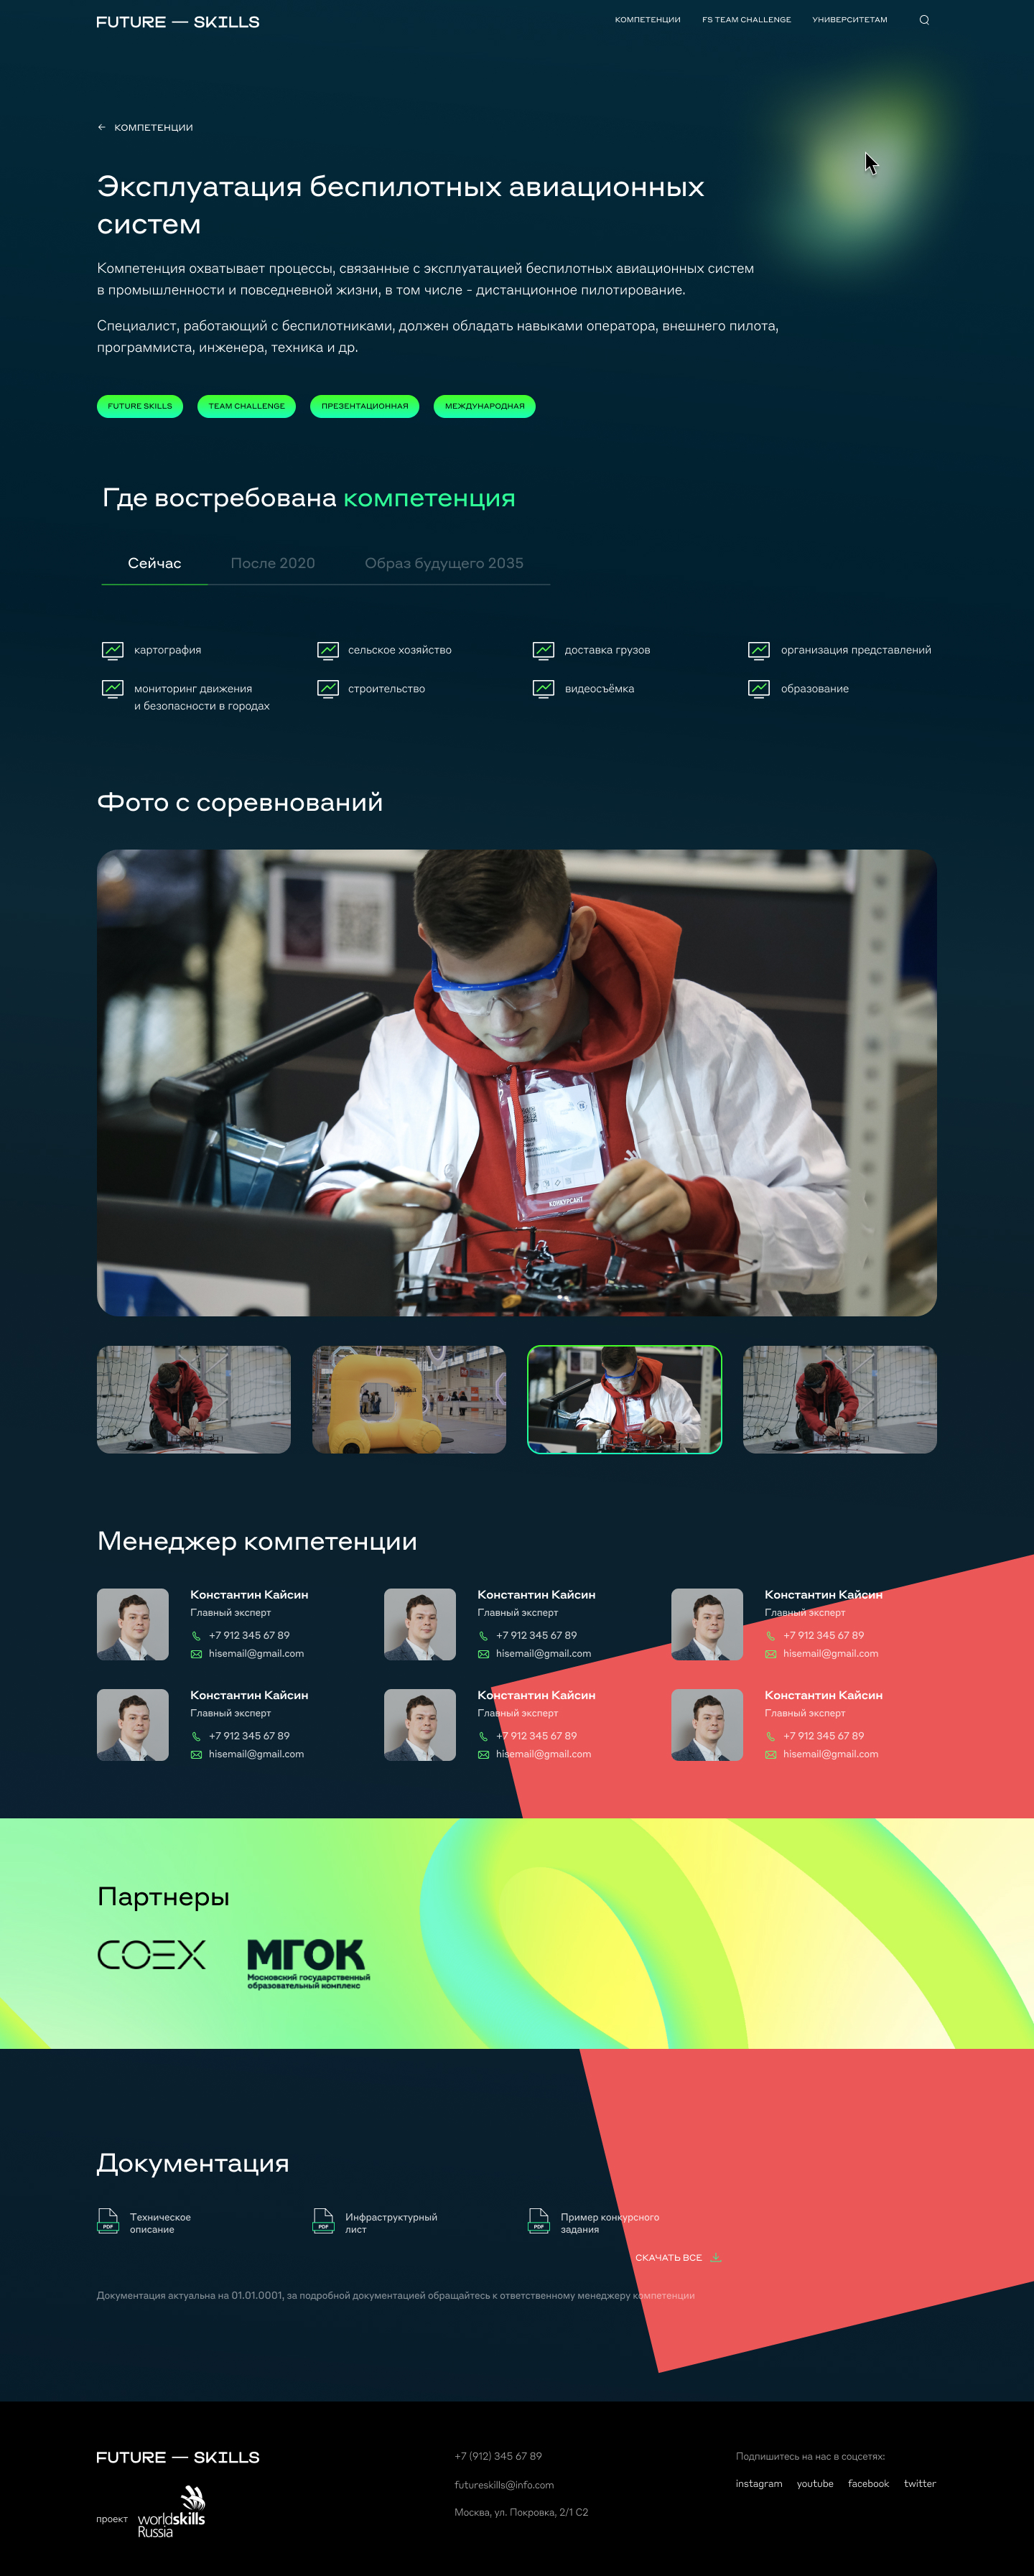 FUTURE — SKILLS
КОМПЕТЕНЦИИ
FS TEAM CHALLENGE
УНИВЕРСИТЕТАМ
← КОМПЕТЕНЦИИ
Эксплуатация беспилотных авиационных
систем
Компетенция охватывает процессы, связанные с эксплуатацией беспилотных авиационных систем
в промышленности и повседневной жизни, в том числе - дистанционное пилотирование.
Специалист, работающий с беспилотниками, должен обладать навыками оператора, внешнего пилота,
программиста, инженера, техника и др.
FUTURE SKILLS
TEAM CHALLENGE
ПРЕЗЕНТАЦИОННАЯ
МЕЖДУНАРОДНАЯ
Где востребована компетенция
Сейчас
После 2020
Образ будущего 2035
картография
сельское хозяйство
доставка грузов
организация представлений
мониторинг движения
и безопасности в городах
строительство
видеосъёмка
образование
Фото с соревнований
КОНКУРСАНТ
Менеджер компетенции
Константин Кайсин
Главный эксперт
+7 912 345 67 89
hisemail@gmail.com
Константин Кайсин
Главный эксперт
+7 912 345 67 89
hisemail@gmail.com
Константин Кайсин
Главный эксперт
+7 912 345 67 89
hisemail@gmail.com
Константин Кайсин
Главный эксперт
+7 912 345 67 89
hisemail@gmail.com
Константин Кайсин
Главный эксперт
+7 912 345 67 89
hisemail@gmail.com
Константин Кайсин
Главный эксперт
+7 912 345 67 89
hisemail@gmail.com
Партнеры
COEX
МГОК
Московский государственный
образовательный комплекс
Документация
PDF
Техническое
описание
PDF
Инфраструктурный
лист
PDF
Пример конкурсного
задания
СКАЧАТЬ ВСЕ
Документация актуальна на 01.01.0001, за подробной документацией обращайтесь к ответственному менеджеру компетенции
FUTURE — SKILLS
проект
worldskills
Russia
+7 (912) 345 67 89
futureskills@info.com
Москва, ул. Покровка, 2/1 С2
Подпишитесь на нас в соцсетях:
instagram
youtube
facebook
twitter